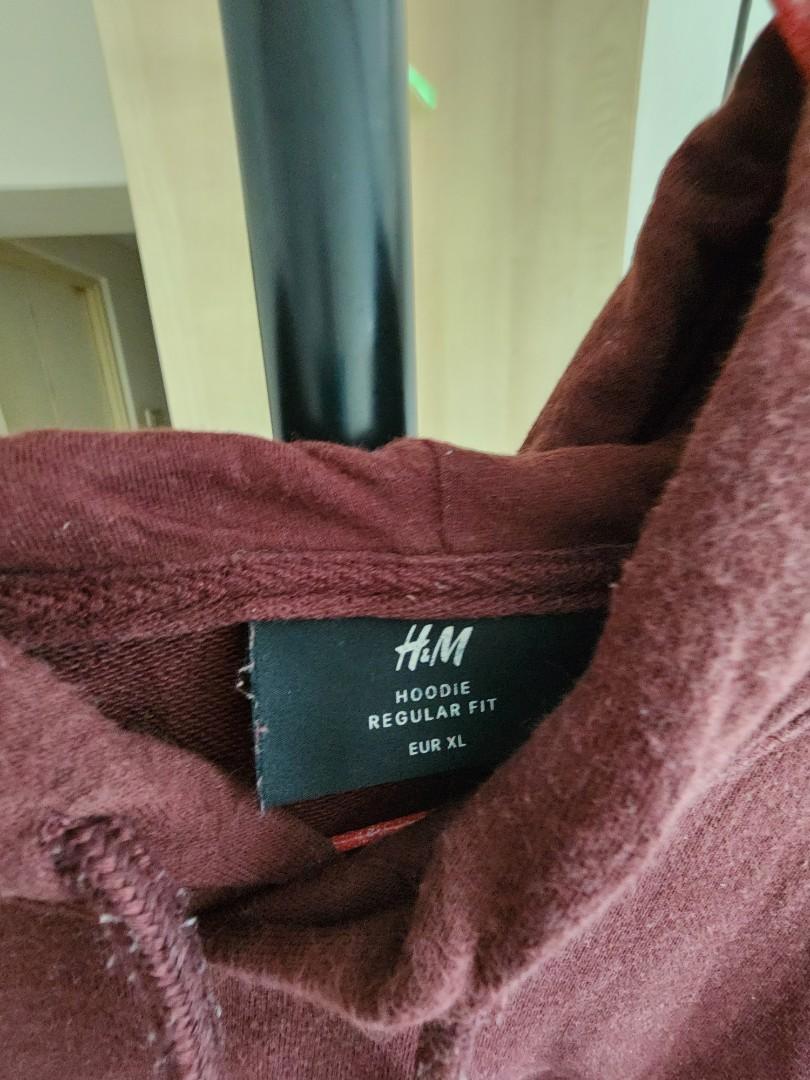 H&M
HOODIE
REGULAR FIT
EUR XL